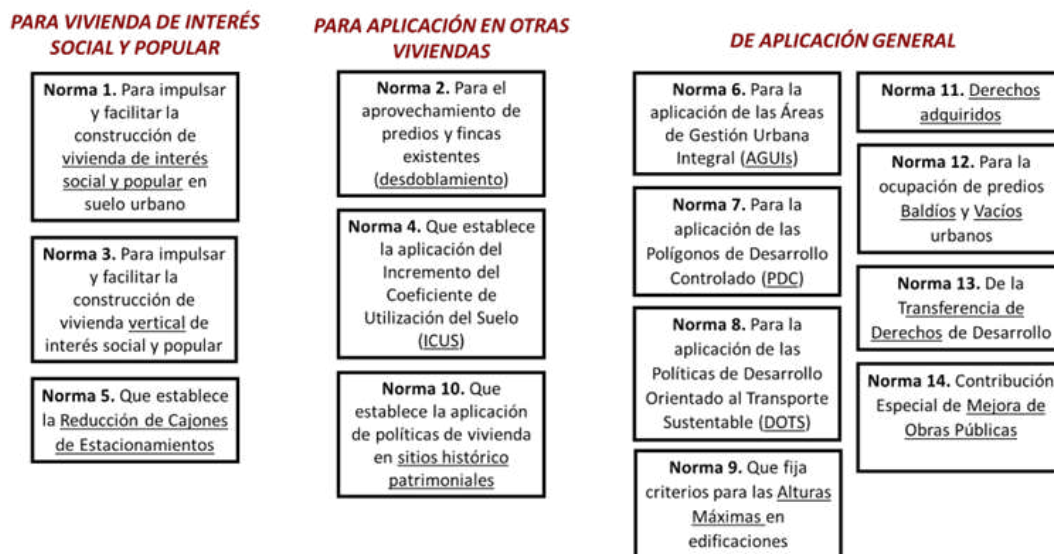 PARA VIVIENDA DE INTERÉS
SOCIAL Y POPULAR
Norma 1. Para impulsar
y facilitar la
construcción de
vivienda de interés
social y popular en
suelo urbano
Norma 3. Para impulsar
y facilitar la
construcción de
vivienda vertical de
interés social y popular
Norma 5. Que establece
la Reducción de Cajones
de Estacionamientos
PARA APLICACIÓN EN OTRAS
VIVIENDAS
Norma 2. Para el
aprovechamiento de
predios y fincas
existentes
(desdoblamiento)
Norma 4. Que establece
la aplicación del
Incremento del
Coeficiente de
Utilización del Suelo
(ICUS)
Norma 10. Que
establece la aplicación
de políticas de vivienda
en sitios histórico
patrimoniales
DE APLICACIÓN GENERAL
Norma 6. Para la
aplicación de las Áreas
de Gestión Urbana
Integral (AGUIs)
Norma 7. Para la
aplicación de las
Polígonos de Desarrollo
Controlado (PDC)
Norma 8. Para la
aplicación de las
Políticas de Desarrollo
Orientado al Transporte
Sustentable (DOTS)
Norma 9. Que fija
criterios para las Alturas
Máximas en
edificaciones
Norma 11. Derechos
adquiridos
Norma 12. Para la
ocupación de predios
Baldíos y Vacíos
urbanos
Norma 13. De la
Transferencia de
Derechos de Desarrollo
Norma 14. Contribución
Especial de Mejora de
Obras Públicas